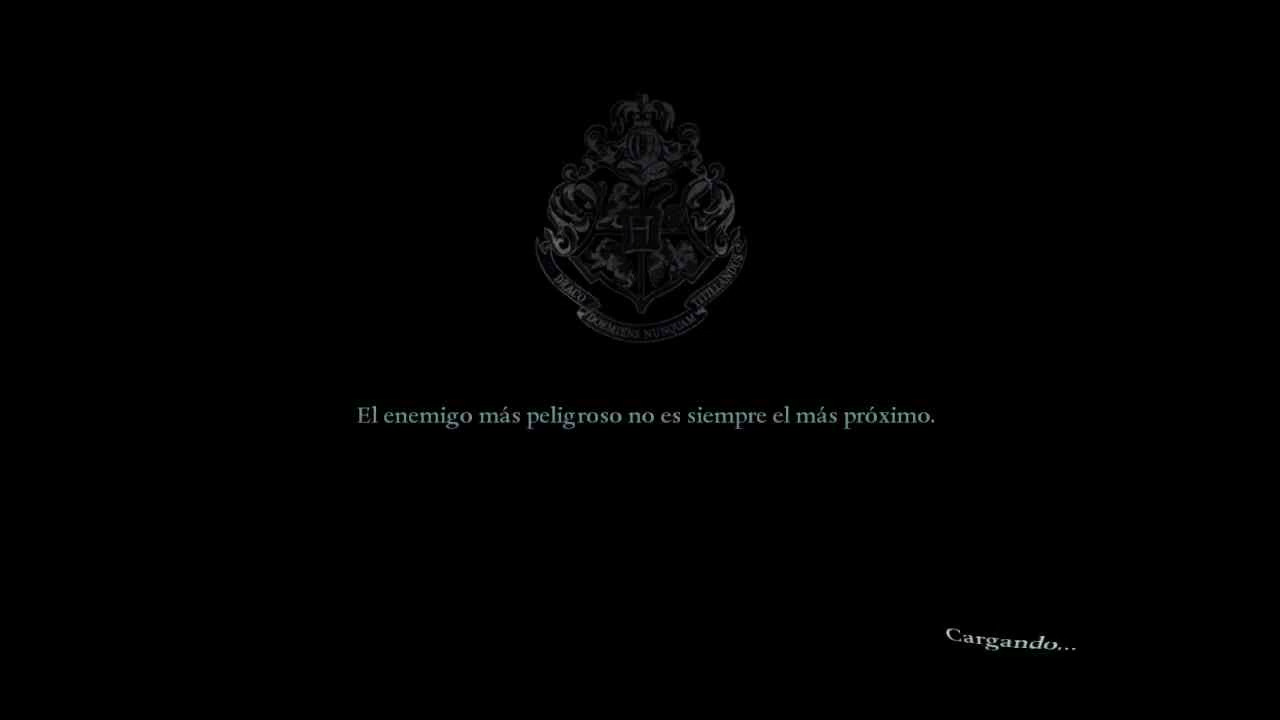 H
DRACO DORMIENS NUNQUAM TITILLANDUS
El enemigo más peligroso no es siempre el más próximo.
Cargando...